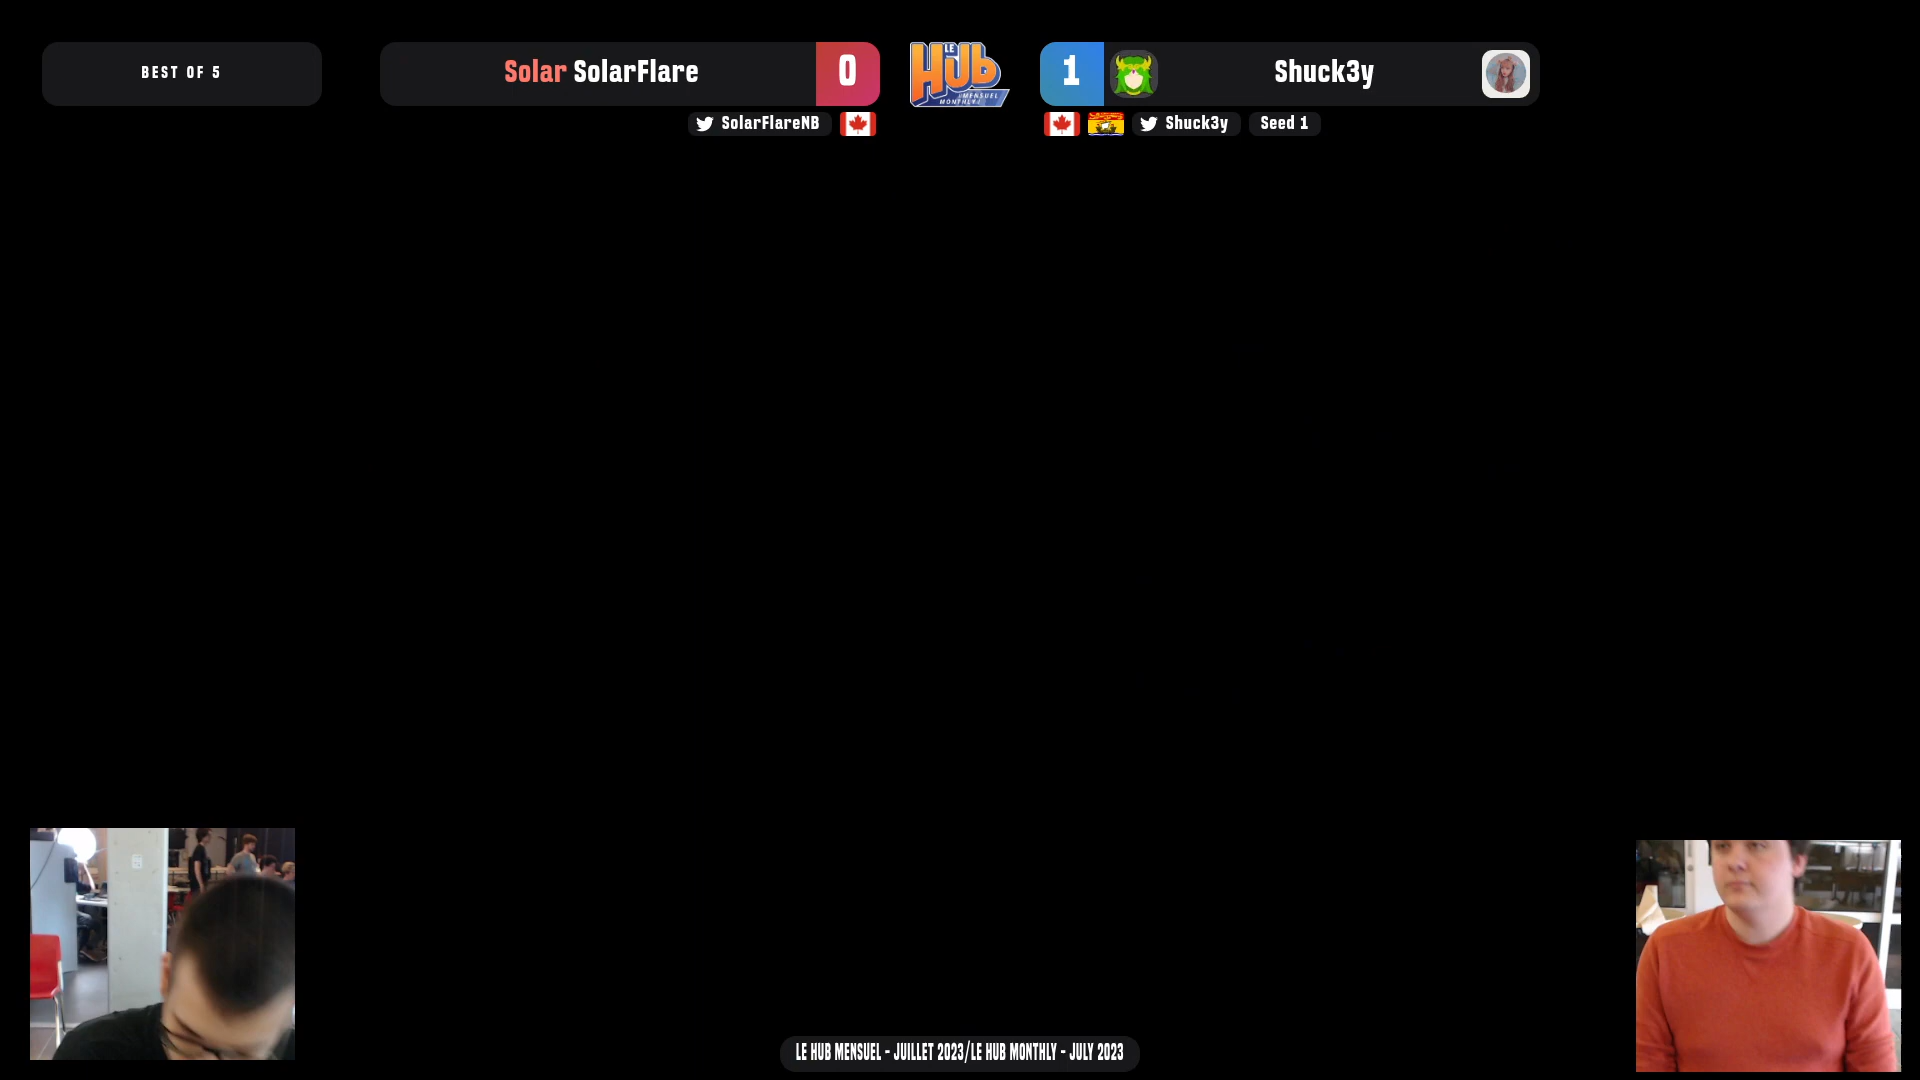 BEST OF 5
Solar SolarFlare
0
LE
HUB
MENSUEL
MONTHLY
1
Shuck3y
SolarFlareNB
Shuck3y
Seed 1
LE HUB MENSUEL - JUILLET 2023/LE HUB MONTHLY - JULY 2023